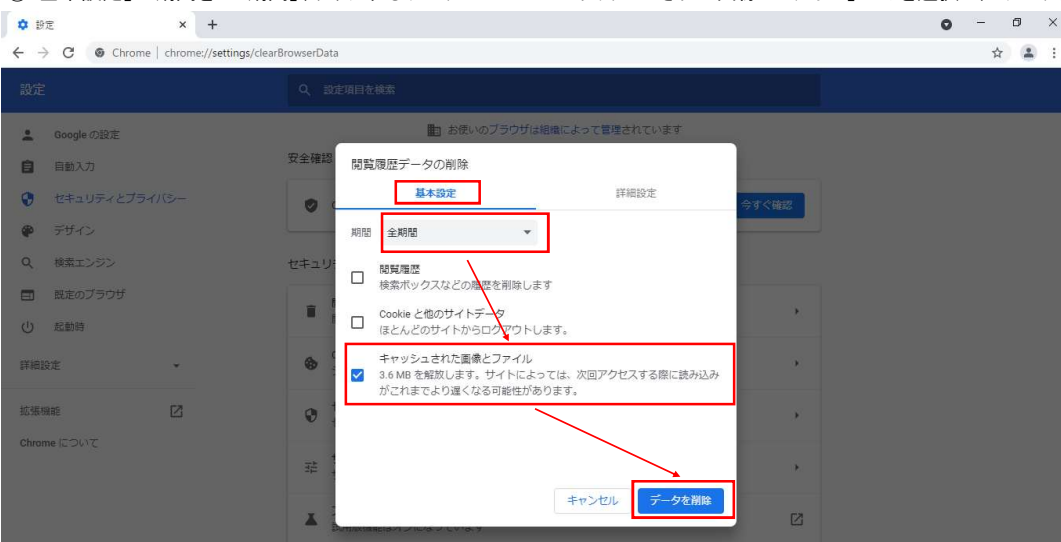 設定
Chrome | chrome://settings/clearBrowserData
設定
設定項目を検索
お使いのブラウザは組織によって管理されています
Google の設定
自動入力
セキュリティとプライバシー
デザイン
検索エンジン
既定のブラウザ
起動時
詳細設定
拡張機能
Chrome について
安全確認
今すぐ確認
セキュリ
閲覧履歴データの削除
基本設定
詳細設定
期間 全期間
閲覧履歴
検索ボックスなどの履歴を削除します
Cookie と他のサイトデータ
ほとんどのサイトからログアウトします。
キャッシュされた画像とファイル
3.6 MB を解放します。サイトによっては、次回アクセスする際に読み込み
がこれまでより遅くなる可能性があります。
キャンセル
データを削除